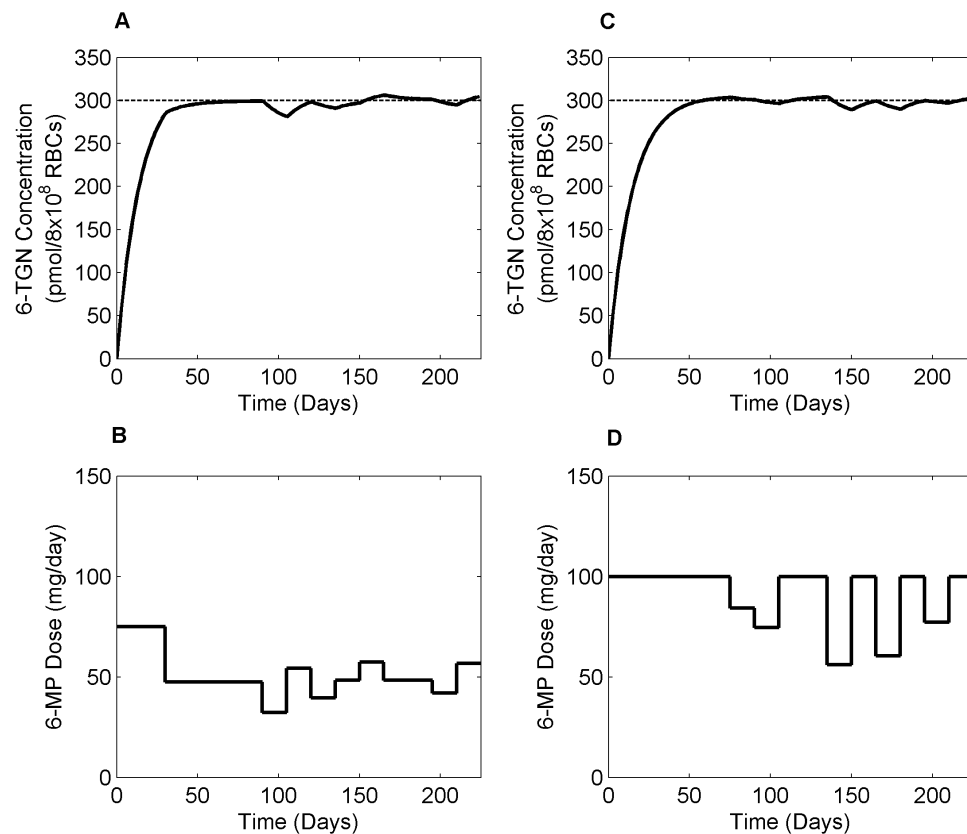 A
350
300
250
200
150
100
50
0
6-TGN Concentration
(pmol/8x10⁸ RBCs)
0 50 100 150 200
Time (Days)
C
350
300
250
200
150
100
50
0
6-TGN Concentration
(pmol/8x10⁸ RBCs)
0 50 100 150 200
Time (Days)
B
150
100
50
0
6-MP Dose (mg/day)
0 50 100 150 200
Time (Days)
D
150
100
50
0
6-MP Dose (mg/day)
0 50 100 150 200
Time (Days)